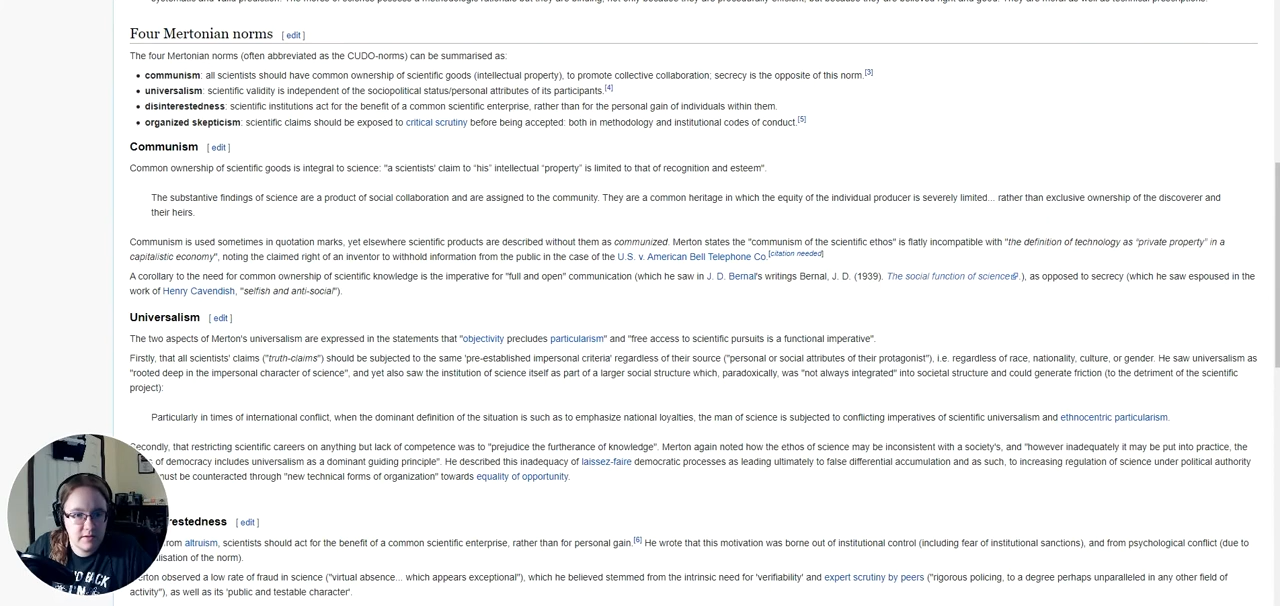 Four Mertonian norms [ edit ]
The four Mertonian norms (often abbreviated as the CUDO-norms) can be summarised as:
• communism: all scientists should have common ownership of scientific goods (intellectual property), to promote collective collaboration; secrecy is the opposite of this norm.[3]
• universalism: scientific validity is independent of the sociopolitical status/personal attributes of its participants.[4]
• disinterestedness: scientific institutions act for the benefit of a common scientific enterprise, rather than for the personal gain of individuals within them.
• organized skepticism: scientific claims should be exposed to critical scrutiny before being accepted: both in methodology and institutional codes of conduct.[5]
Communism [ edit ]
Common ownership of scientific goods is integral to science: "a scientists' claim to “his” intellectual “property” is limited to that of recognition and esteem".
The substantive findings of science are a product of social collaboration and are assigned to the community. They are a common heritage in which the equity of the individual producer is severely limited... rather than exclusive ownership of the discoverer and
their heirs.
Communism is used sometimes in quotation marks, yet elsewhere scientific products are described without them as communized. Merton states the "communism of the scientific ethos" is flatly incompatible with "the definition of technology as “private property” in a
capitalistic economy", noting the claimed right of an inventor to withhold information from the public in the case of the U.S. v. American Bell Telephone Co.[citation needed]
A corollary to the need for common ownership of scientific knowledge is the imperative for "full and open" communication (which he saw in J. D. Bernal's writings Bernal, J. D. (1939). The social function of science.), as opposed to secrecy (which he saw espoused in the
work of Henry Cavendish, "selfish and anti-social").
Universalism [ edit ]
The two aspects of Merton's universalism are expressed in the statements that "objectivity precludes particularism" and "free access to scientific pursuits is a functional imperative".
Firstly, that all scientists' claims ("truth-claims") should be subjected to the same 'pre-established impersonal criteria' regardless of their source ("personal or social attributes of their protagonist"), i.e. regardless of race, nationality, culture, or gender. He saw universalism as
"rooted deep in the impersonal character of science", and yet also saw the institution of science itself as part of a larger social structure which, paradoxically, was "not always integrated" into societal structure and could generate friction (to the detriment of the scientific
project):
Particularly in times of international conflict, when the dominant definition of the situation is such as to emphasize national loyalties, the man of science is subjected to conflicting imperatives of scientific universalism and ethnocentric particularism.
Secondly, that restricting scientific careers on anything but lack of competence was to "prejudice the furtherance of knowledge". Merton again noted how the ethos of science may be inconsistent with a society's, and "however inadequately it may be put into practice, the
of democracy includes universalism as a dominant guiding principle". He described this inadequacy of laissez-faire democratic processes as leading ultimately to false differential accumulation and as such, to increasing regulation of science under political authority
must be counteracted through "new technical forms of organization" towards equality of opportunity.
restedness [ edit ]
from altruism, scientists should act for the benefit of a common scientific enterprise, rather than for personal gain.[6] He wrote that this motivation was borne out of institutional control (including fear of institutional sanctions), and from psychological conflict (due to
of the norm).
Merton observed a low rate of fraud in science ("virtual absence... which appears exceptional"), which he believed stemmed from the intrinsic need for 'verifiability' and expert scrutiny by peers ("rigorous policing, to a degree perhaps unparalleled in any other field of
activity"), as well as its 'public and testable character'.